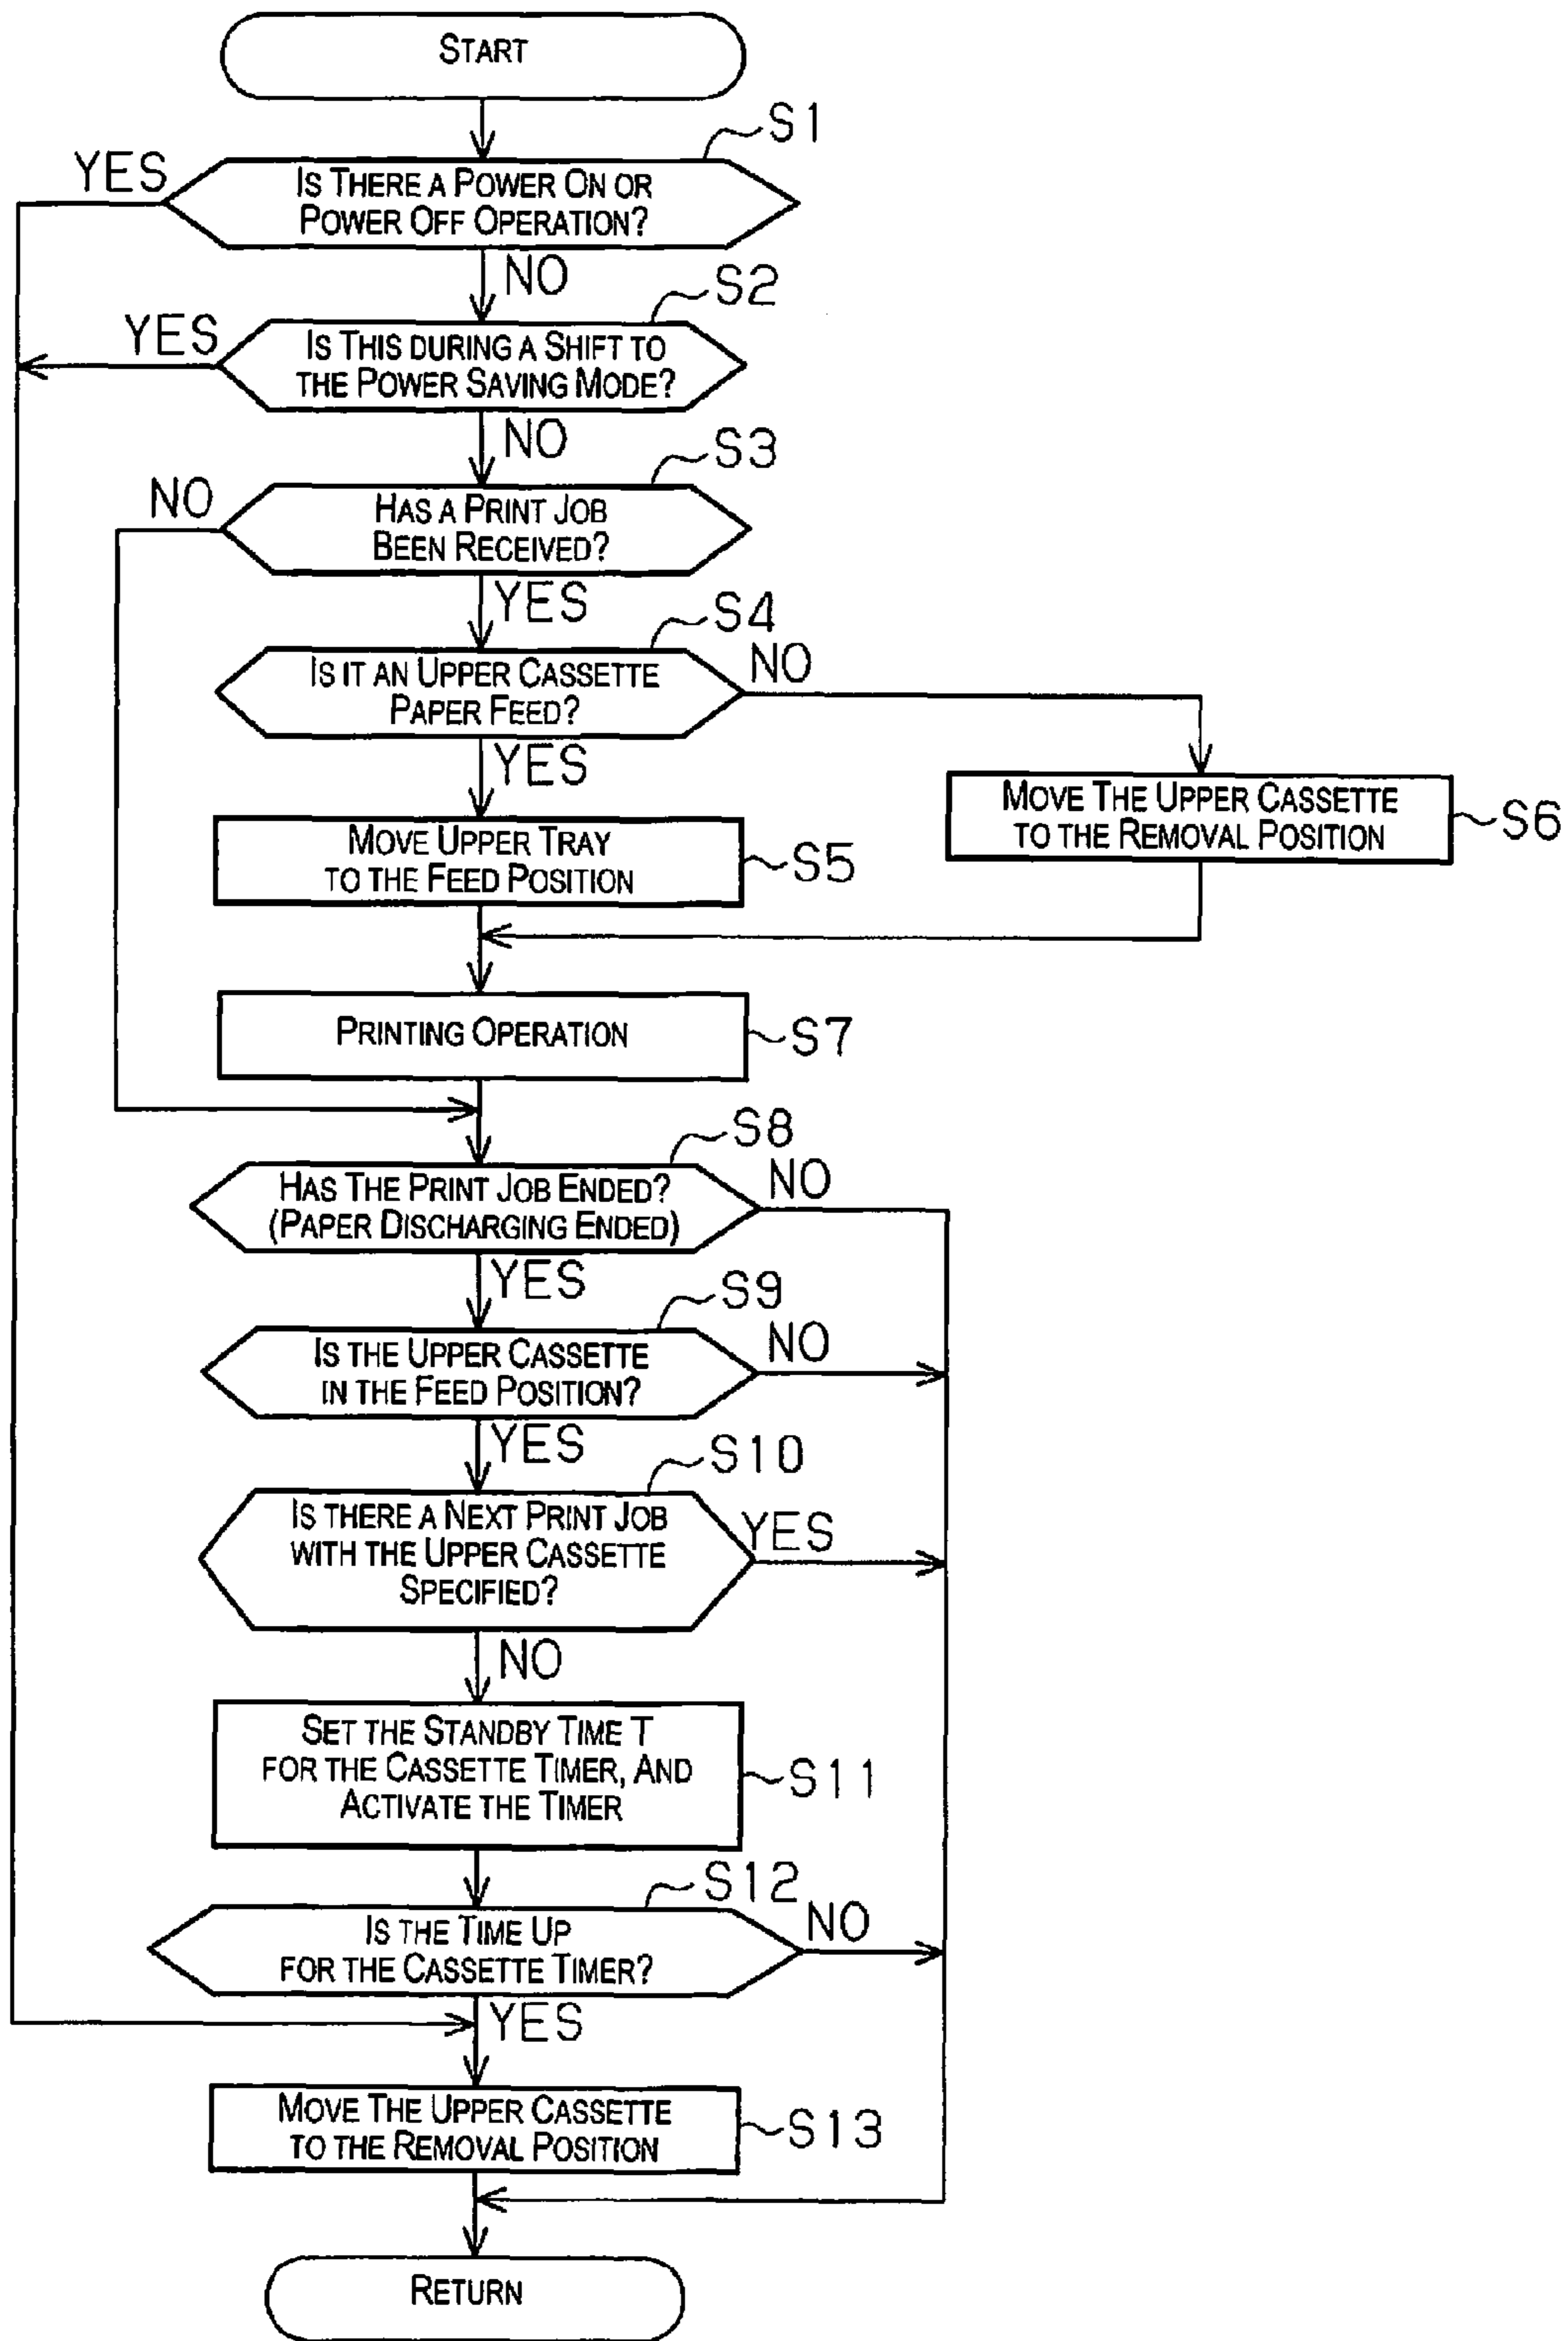 START
S1
YES
IS THERE A POWER ON OR
POWER OFF OPERATION?
NO
S2
YES
IS THIS DURING A SHIFT TO
THE POWER SAVING MODE?
NO
S3
NO
HAS A PRINT JOB
BEEN RECEIVED?
YES
S4
IS IT AN UPPER CASSETTE
PAPER FEED?
NO
YES
MOVE THE UPPER CASSETTE
TO THE REMOVAL POSITION
S6
MOVE UPPER TRAY
TO THE FEED POSITION
S5
PRINTING OPERATION
S7
S8
HAS THE PRINT JOB ENDED?
(PAPER DISCHARGING ENDED)
NO
YES
S9
IS THE UPPER CASSETTE
IN THE FEED POSITION?
NO
YES
S10
IS THERE A NEXT PRINT JOB
WITH THE UPPER CASSETTE
SPECIFIED?
YES
NO
SET THE STANDBY TIME T
FOR THE CASSETTE TIMER, AND
ACTIVATE THE TIMER
S11
S12
IS THE TIME UP
FOR THE CASSETTE TIMER?
NO
YES
MOVE THE UPPER CASSETTE
TO THE REMOVAL POSITION
S13
RETURN